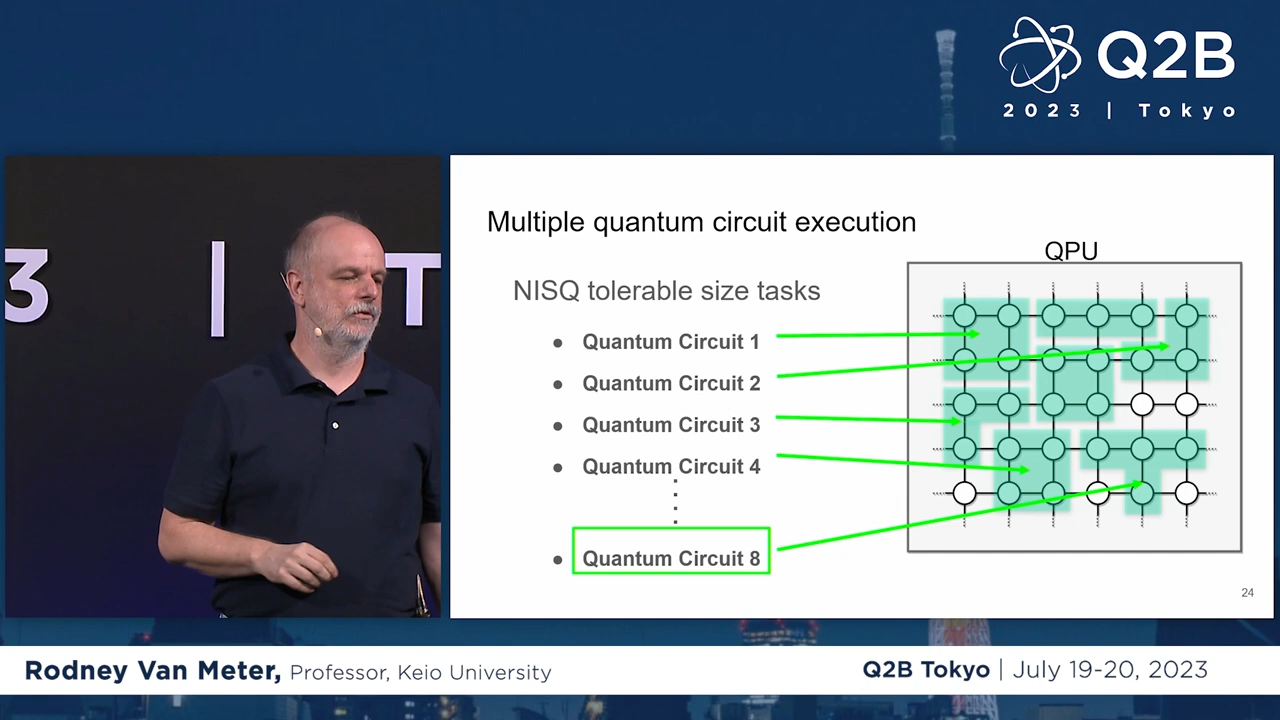 Q2B
2023 | Tokyo
3 | T
Multiple quantum circuit execution
QPU
NISQ tolerable size tasks
• Quantum Circuit 1
• Quantum Circuit 2
• Quantum Circuit 3
• Quantum Circuit 4
• Quantum Circuit 8
24
Rodney Van Meter, Professor, Keio University
Q2B Tokyo | July 19-20, 2023